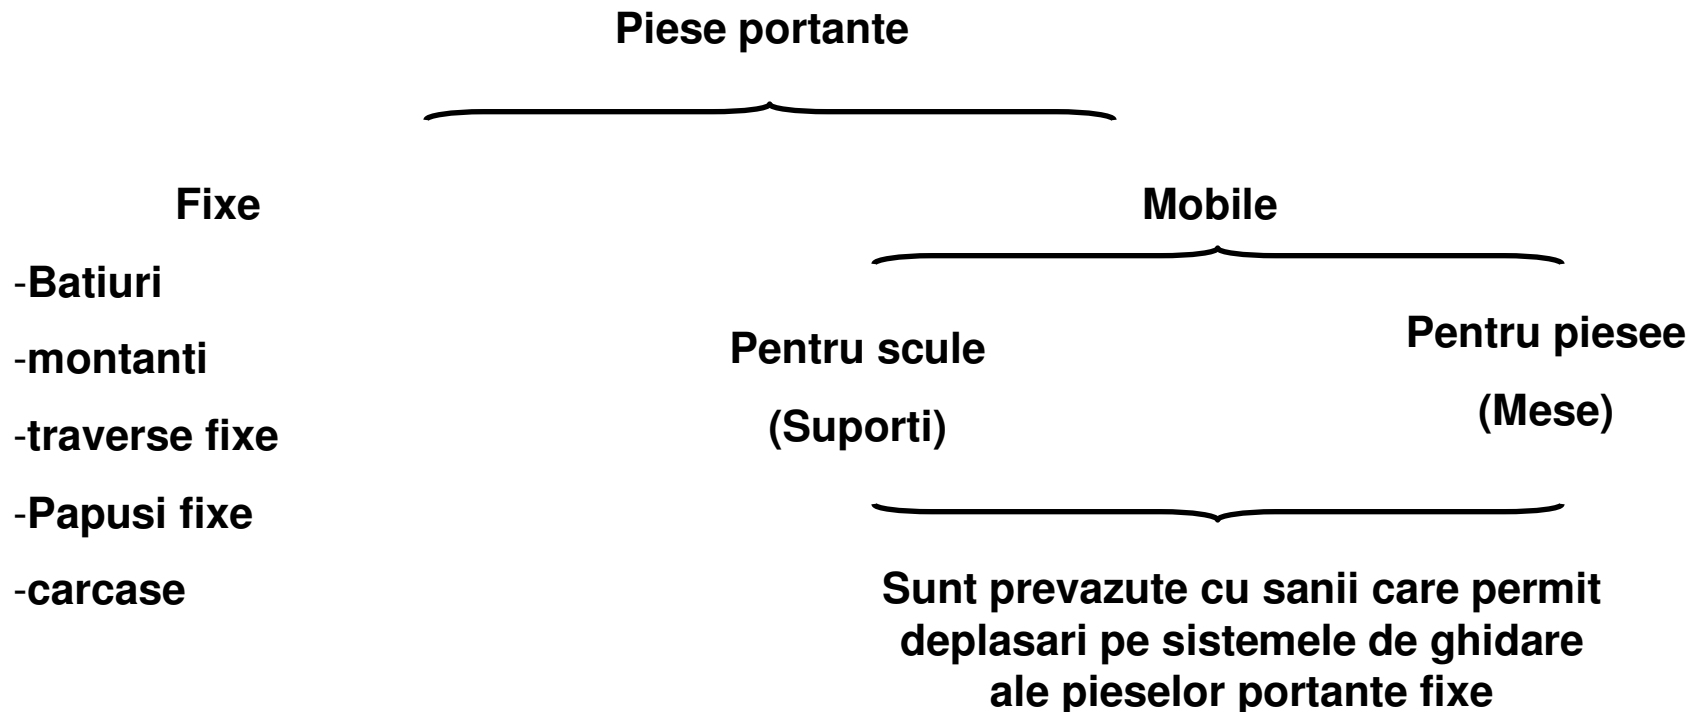 Piese portante
Fixe
-Batiuri
-montanti
-traverse fixe
-Papusi fixe
-carcase
Mobile
Pentru scule
(Suporti)
Pentru piesee
(Mese)
Sunt prevazute cu sanii care permit
deplasari pe sistemele de ghidare
ale pieselor portante fixe